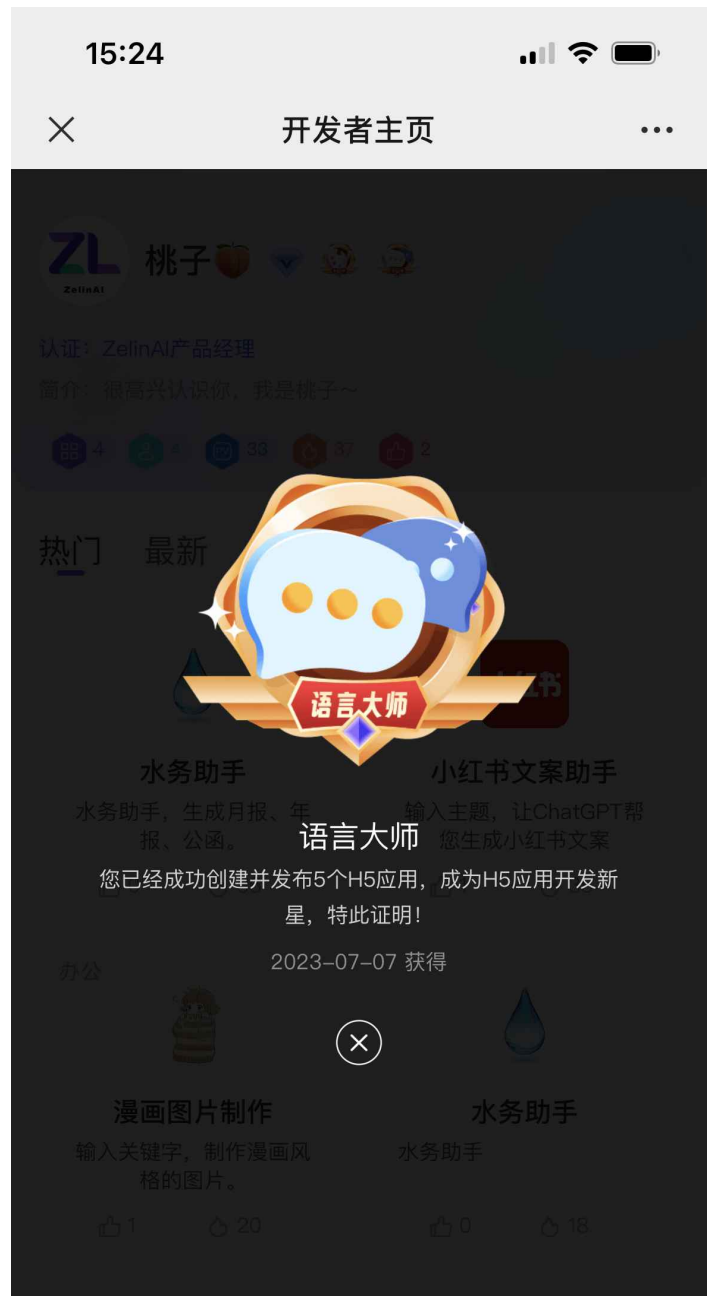 15:24
开发者主页
ZL
ZelinAI
桃子
认证：ZelinAI产品经理
简介：很高兴认识你，我是桃子～
4
33
37
2
热门 最新
语言大师
水务助手
水务助手，生成月报、年
报、公函。
小红书文案助手
输入主题，让ChatGPT帮
您生成小红书文案
语言大师
您已经成功创建并发布5个H5应用，成为H5应用开发新
星，特此证明！
2023-07-07 获得
办公
漫画图片制作
输入关键字，制作漫画风
格的图片。
1 20
水务助手
水务助手
0 18